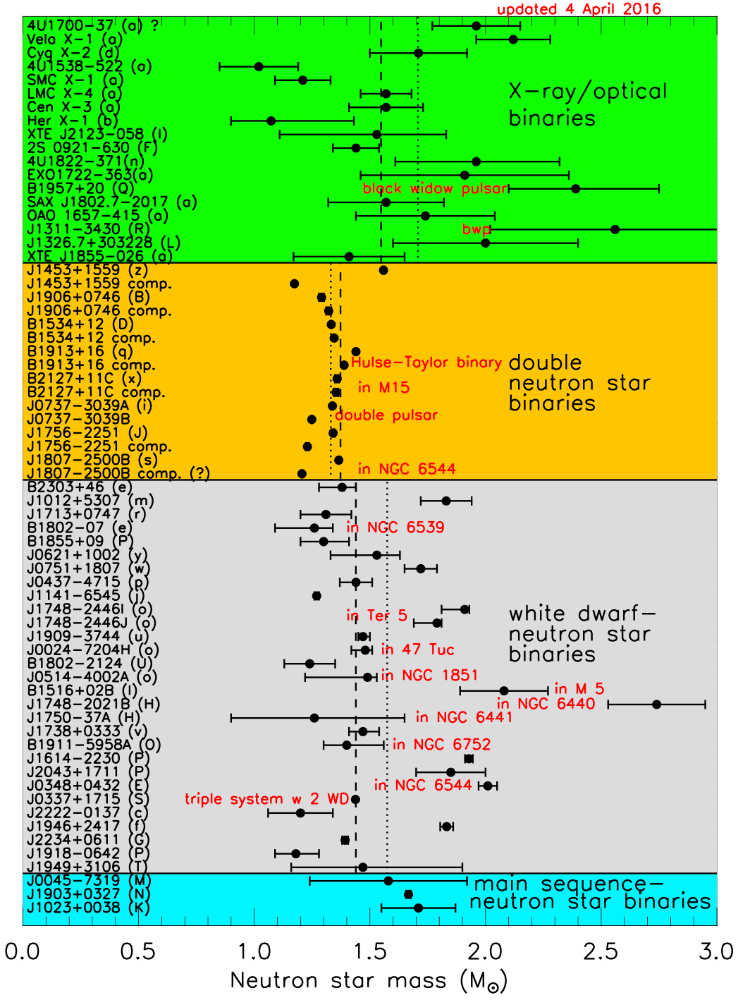 updated 4 April 2016
4U1700-37 (a) ?
Vela X-1 (a)
Cyg X-2 (d)
4U1538-522 (a)
SMC X-1 (a)
LMC X-4 (a)
Cen X-3 (a)
Her X-1 (b)
XTE J2123-058 (I)
2S 0921-630 (F)
4U1822-371(n)
EXO1722-363(a)
B1957+20 (Q)
SAX J1802.7-2017 (a)
OAO 1657-415 (a)
J1311-3430 (R)
J1326.7+303228 (L)
XTE J1855-026 (a)
X-ray/optical
binaries
black widow pulsar
bwp
J1453+1559 (z)
J1453+1559 comp.
J1906+0746 (B)
J1906+0746 comp.
B1534+12 (D)
B1534+12 comp.
B1913+16 (q)
B1913+16 comp.
B2127+11C (x)
B2127+11C comp.
J0737-3039A (i)
J0737-3039B
J1756-2251 (J)
J1756-2251 comp.
J1807-2500B (s)
J1807-2500B comp. (?)
Hulse-Taylor binary
in M15
double pulsar
in NGC 6544
double
neutron star
binaries
B2303+46 (e)
J1012+5307 (m)
J1713+0747 (r)
B1802-07 (e)
B1855+09 (P)
J0621+1002 (y)
J0751+1807 (w)
J0437-4715 (p)
J1141-6545 (j)
J1748-2446I (o)
J1748-2446J (o)
J1909-3744 (u)
J0024-7204H (o)
B1802-2124 (U)
J0514-4002A (o)
B1516+02B (I)
J1748-2021B (H)
J1750-37A (H)
J1738+0333 (v)
B1911-5958A (O)
J1614-2230 (P)
J2043+1711 (P)
J0348+0432 (E)
J0337+1715 (S)
J2222-0137 (c)
J1946+2417 (f)
J2234+0611 (G)
J1918-0642 (P)
J1949+3106 (T)
in NGC 6539
in Ter 5
in 47 Tuc
in NGC 1851
in M 5
in NGC 6440
in NGC 6441
in NGC 6752
in NGC 6544
triple system w 2 WD
white dwarf-
neutron star
binaries
J0045-7319 (M)
J1903+0327 (N)
J1023+0038 (K)
main sequence-
neutron star binaries
0.0 0.5 1.0 1.5 2.0 2.5 3.0
Neutron star mass (M⊙)